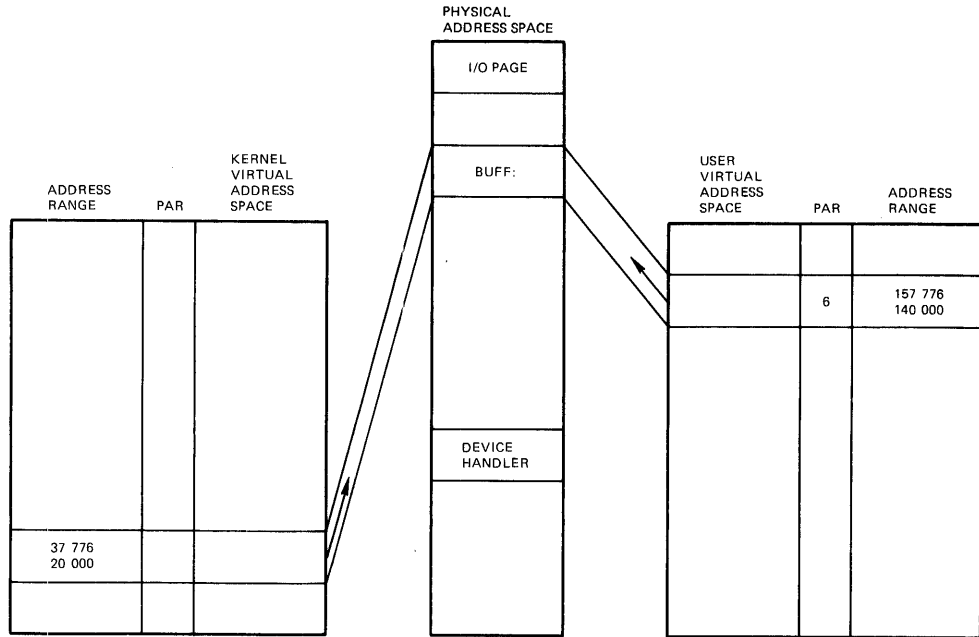 PHYSICAL
ADDRESS SPACE
I/O PAGE
BUFF:
DEVICE
HANDLER
ADDRESS
RANGE
PAR
KERNEL
VIRTUAL
ADDRESS
SPACE
37 776
20 000
USER
VIRTUAL
ADDRESS
SPACE
PAR
ADDRESS
RANGE
6
157 776
140 000